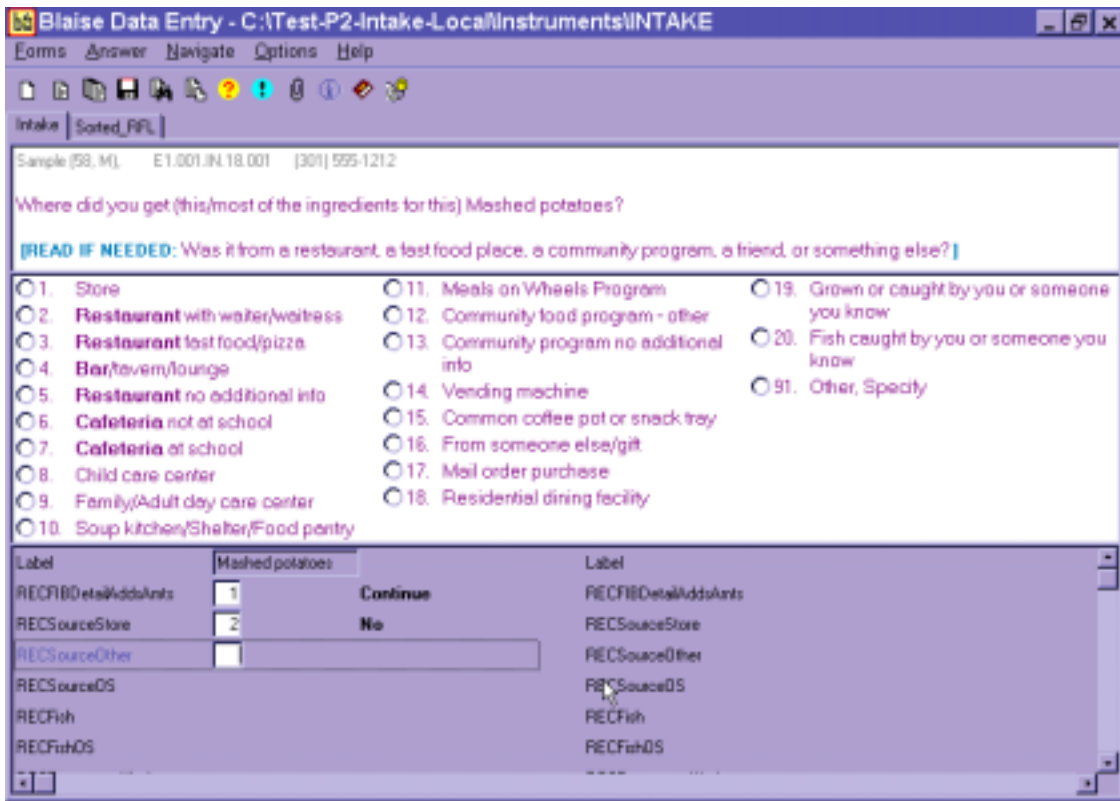 Blaise Data Entry - C:\Test-P2-Intake-Local\Instruments\INTAKE
Forms Answer Navigate Options Help
Intake Sorted_RFL
Sample (58, M), E1.001.IN.18.001 (301) 555-1212
Where did you get (this/most of the ingredients for this) Mashed potatoes?
[READ IF NEEDED: Was it from a restaurant, a fast food place, a community program, a friend, or something else?]
1. Store
2. Restaurant with waiter/waitress
3. Restaurant fast food/pizza
4. Bar/tavern/lounge
5. Restaurant no additional info
6. Cafeteria not at school
7. Cafeteria at school
8. Child care center
9. Family/Adult day care center
10. Soup kitchen/Shelter/Food pantry
11. Meals on Wheels Program
12. Community food program - other
13. Community program no additional
info
14. Vending machine
15. Common coffee pot or snack tray
16. From someone else/gift
17. Mail order purchase
18. Residential dining facility
19. Grown or caught by you or someone
you know
20. Fish caught by you or someone you
know
91. Other, Specify
Label Mashed potatoes Label
RECFIBDetailAddsAmts 1 Continue RECFIBDetailAddsAmts
RECSourceStore 2 No RECSourceStore
RECSourceOther RECSourceOther
RECSourceOS RECSourceOS
RECFish RECFish
RECFishOS RECFishOS